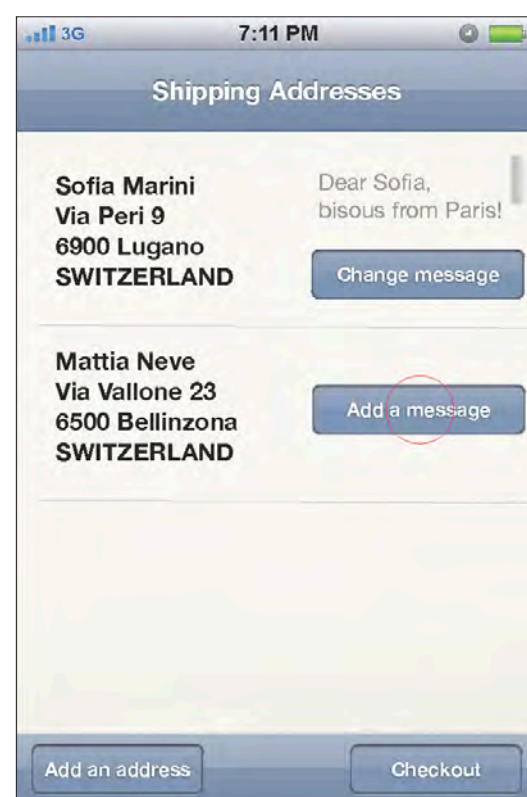 3G 7:11 PM
Shipping Addresses
Sofia Marini
Via Peri 9
6900 Lugano
SWITZERLAND
Dear Sofia,
bisous from Paris!
Change message
Mattia Neve
Via Vallone 23
6500 Bellinzona
SWITZERLAND
Add a message
Add an address
Checkout